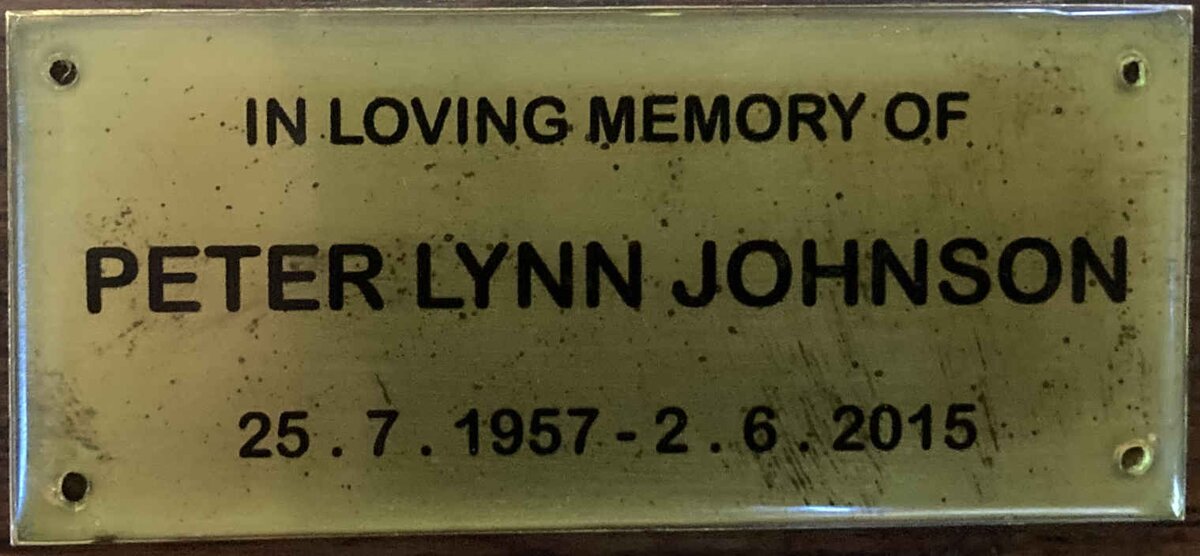 IN LOVING MEMORY OF
PETER LYNN JOHNSON
25 . 7 . 1957 - 2 . 6 . 2015